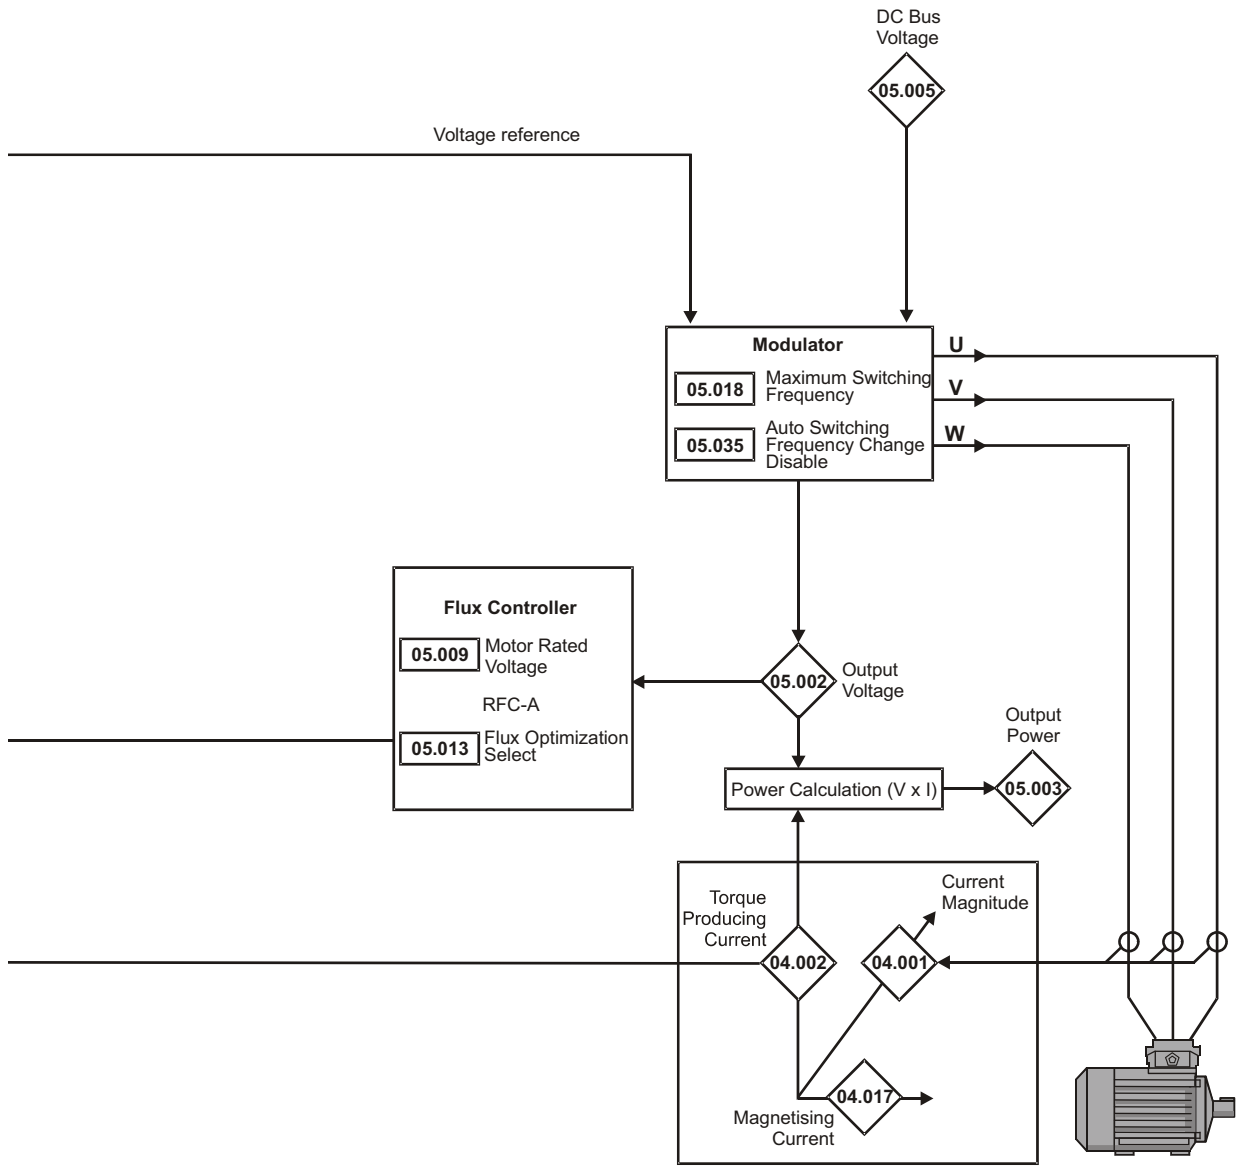 DC Bus
Voltage
05.005
Voltage reference
Modulator
05.018
Maximum Switching
Frequency
05.035
Auto Switching
Frequency Change
Disable
U
V
W
Flux Controller
05.009
Motor Rated
Voltage
RFC-A
05.013
Flux Optimization
Select
05.002
Output
Voltage
Output
Power
Power Calculation (V x I)
05.003
Torque
Producing
Current
04.002
Current
Magnitude
04.001
04.017
Magnetising
Current